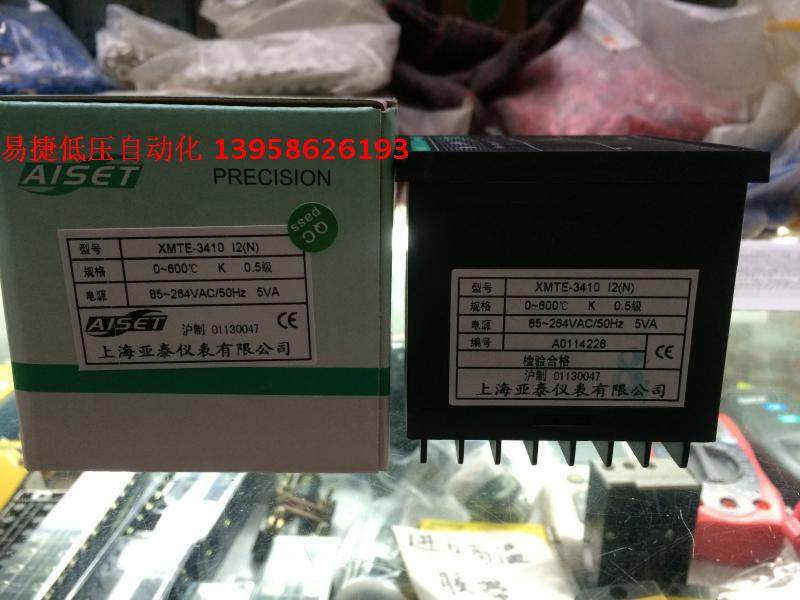 易捷低压自动化 13958626193
AISET PRECISION
QC pass
型号 XMTE-3410 I2(N)
规格 0~600℃ K 0.5级
电源 85~264VAC/50Hz 5VA
AISET 沪制 01130047 CE
上海亚泰仪表有限公司
型号 XMTE-3410 I2(N)
规格 0~600℃ K 0.5级
电源 85~264VAC/50Hz 5VA
编号 A0114226
检验合格 CE
沪制 01130047
上海亚泰仪表有限公司